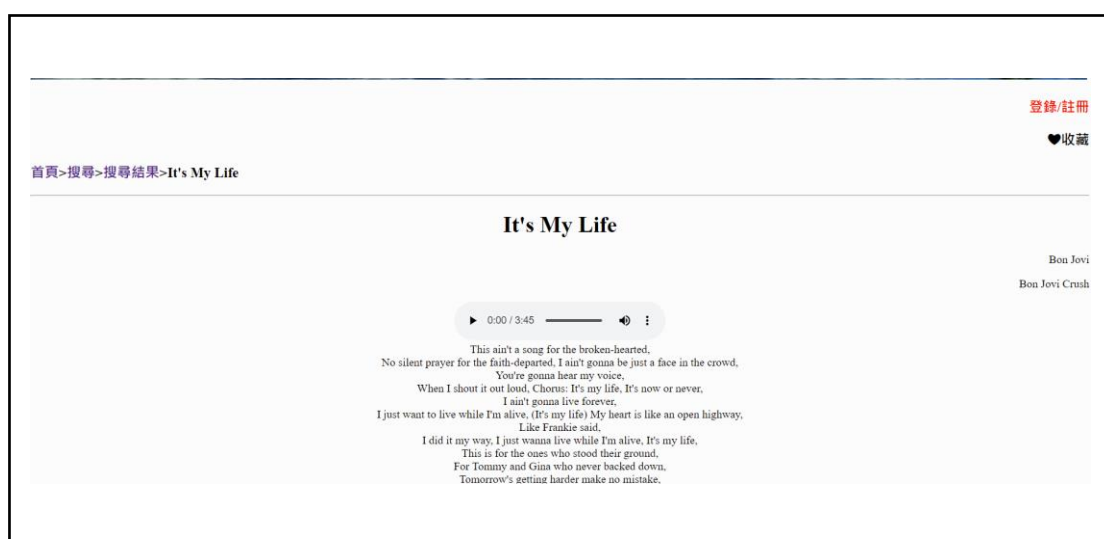 登錄/註冊
♥收藏
首頁>搜尋>搜尋結果>It's My Life
It's My Life
Bon Jovi
Bon Jovi Crush
0:00 / 3:45
This ain't a song for the broken-hearted,
No silent prayer for the faith-departed, I ain't gonna be just a face in the crowd,
You're gonna hear my voice,
When I shout it out loud, Chorus: It's my life, It's now or never,
I ain't gonna live forever,
I just want to live while I'm alive, (It's my life) My heart is like an open highway,
Like Frankie said,
I did it my way, I just wanna live while I'm alive, It's my life,
This is for the ones who stood their ground,
For Tommy and Gina who never backed down,
Tomorrow's getting harder make no mistake,